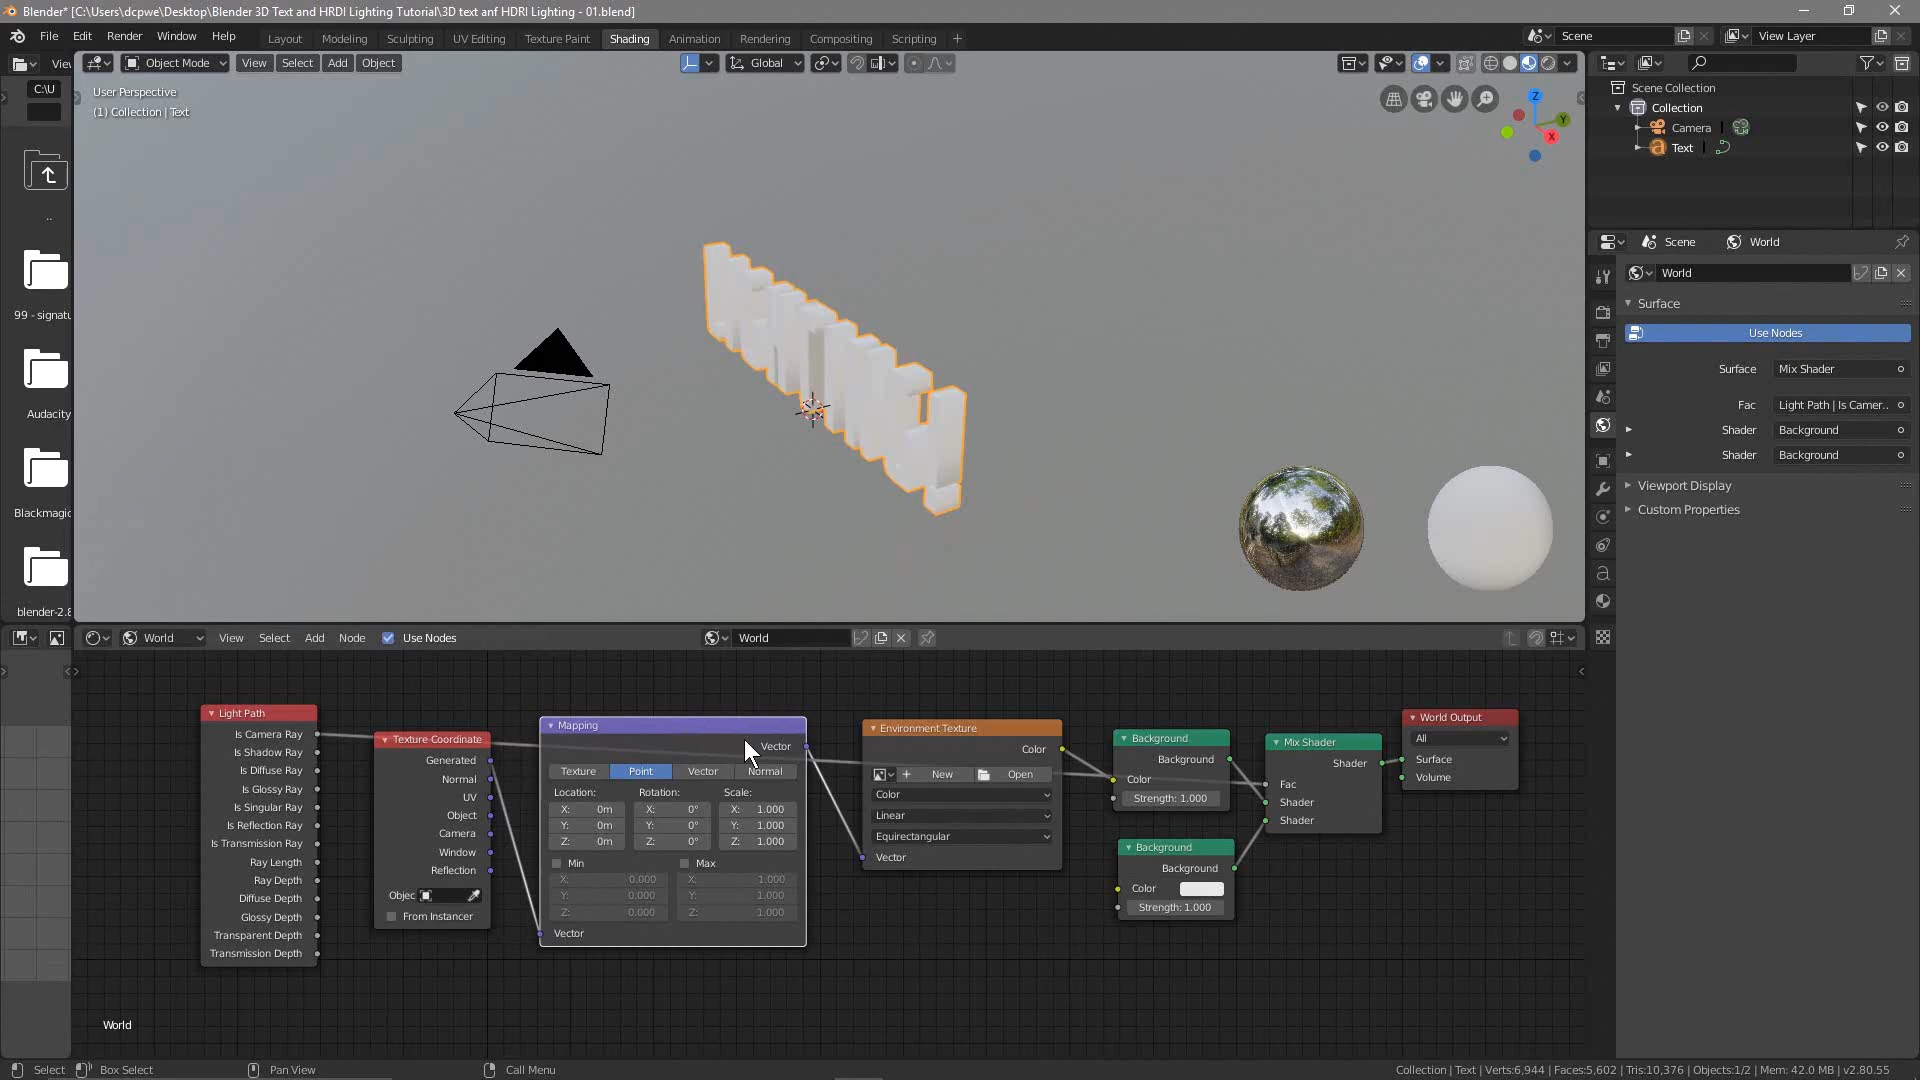 Blender* [C:\Users\dcpwe\Desktop\Blender 3D Text and HRDI Lighting Tutorial\3D text anf HDRI Lighting - 01.blend]
File Edit Render Window Help Layout Modeling Sculpting UV Editing Texture Paint Shading Animation Rendering Compositing Scripting + Scene View Layer
Viev Object Mode View Select Add Object Global
C:\U
User Perspective
(1) Collection | Text
Z
Y
X
Scene Collection
Collection
Camera
Text
..
99 - signatu
Audacity
Blackmagic
blender-2.8
Scene World
World
Surface
Use Nodes
Surface Mix Shader
Fac Light Path | Is Camer..
Shader Background
Shader Background
Viewport Display
Custom Properties
World View Select Add Node Use Nodes World
Light Path
Is Camera Ray
Is Shadow Ray
Is Diffuse Ray
Is Glossy Ray
Is Singular Ray
Is Reflection Ray
Is Transmission Ray
Ray Length
Ray Depth
Diffuse Depth
Glossy Depth
Transparent Depth
Transmission Depth
Texture Coordinate
Generated
Normal
UV
Object
Camera
Window
Reflection
Objec
From Instancer
Mapping
Vector
Texture Point Vector Normal
Location: Rotation: Scale:
X: 0m X: 0° X: 1.000
Y: 0m Y: 0° Y: 1.000
Z: 0m Z: 0° Z: 1.000
Min Max
X: 0.000 X: 1.000
Y: 0.000 Y: 1.000
Z: 0.000 Z: 1.000
Vector
Environment Texture
Color
New Open
Color
Linear
Equirectangular
Vector
Background
Background
Color
Strength: 1.000
Background
Background
Color
Strength: 1.000
Mix Shader
Shader
Fac
Shader
Shader
World Output
All
Surface
Volume
World
Select Box Select Pan View Call Menu Collection | Text | Verts:6,944 | Faces:5,602 | Tris:10,376 | Objects:1/2 | Mem: 42.0 MB | v2.80.55